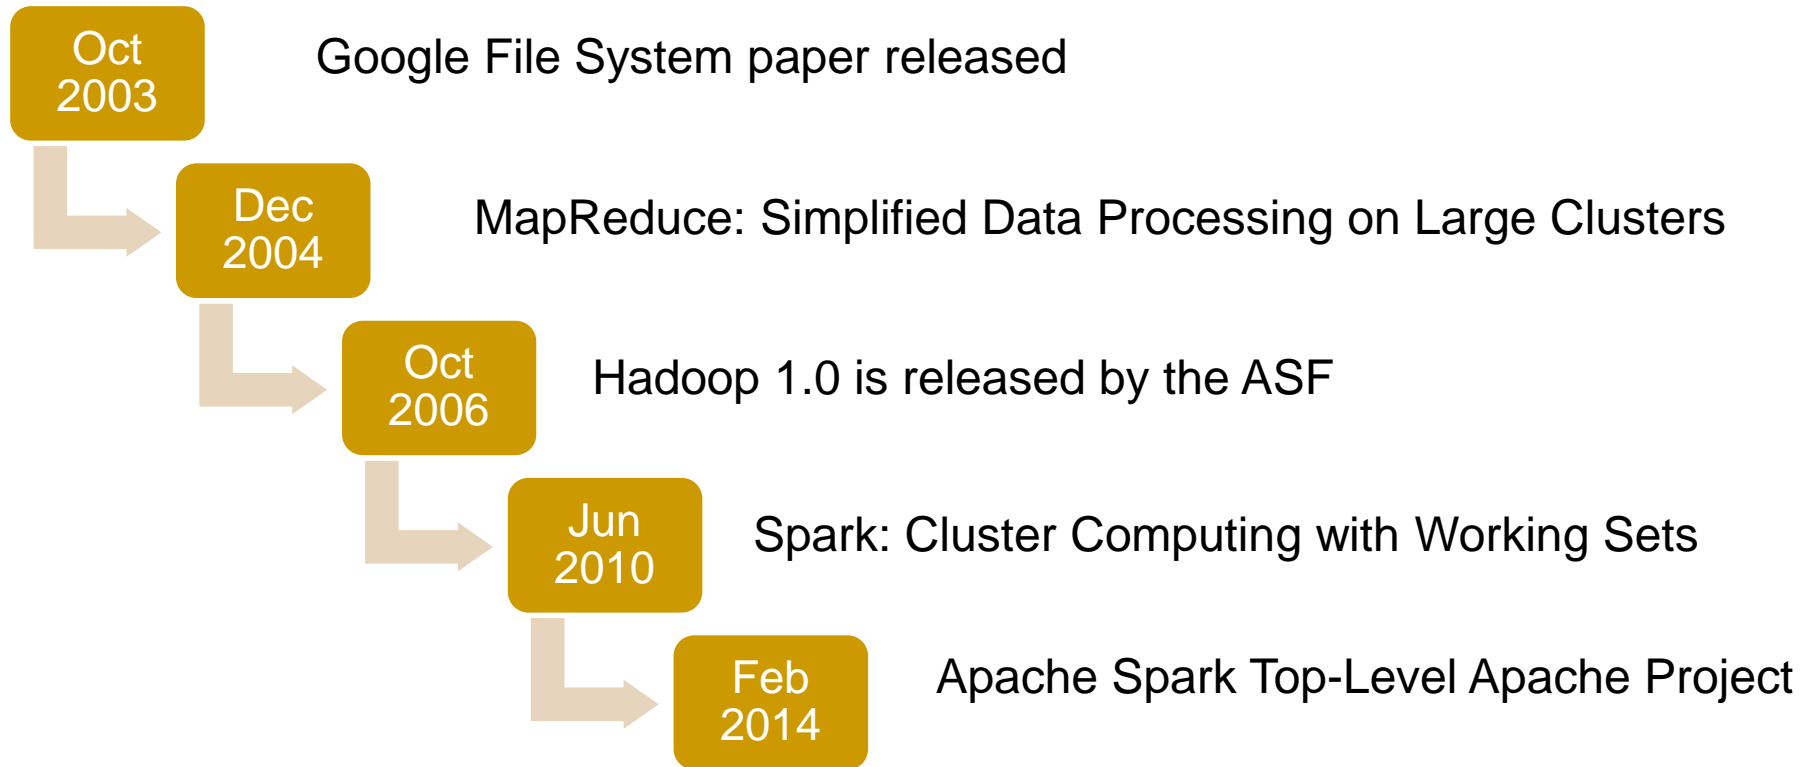 Oct
2003
Google File System paper released
Dec
2004
MapReduce: Simplified Data Processing on Large Clusters
Oct
2006
Hadoop 1.0 is released by the ASF
Jun
2010
Spark: Cluster Computing with Working Sets
Feb
2014
Apache Spark Top-Level Apache Project